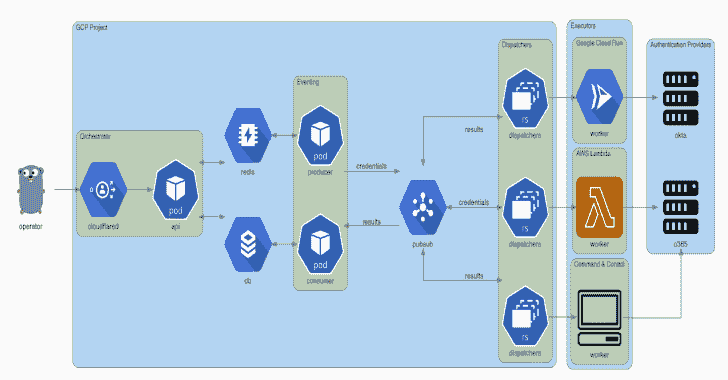 GCP Project
Executors
Dispatchers
Google Cloud Run
Authentication Providers
Eventing
Orchestrator
rs
dispatchers
worker
okta
results
redis
pod
producer
credentials
AWS Lambda
operator
cloudflared
pod
api
pubsub
credentials
rs
dispatchers
worker
o365
results
db
pod
consumer
results
Command & Control
rs
dispatchers
worker